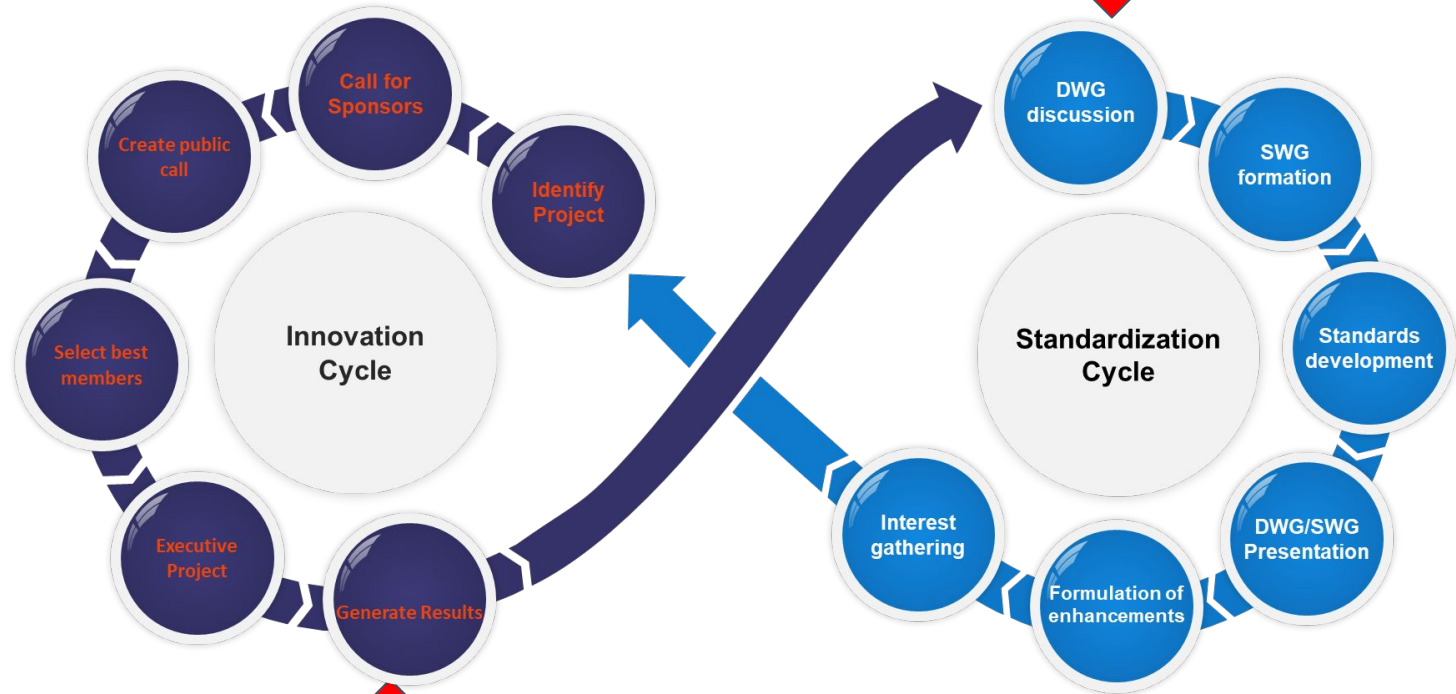 Innovation
Cycle
Identify
Project
Call for
Sponsors
Create public
call
Select best
members
Executive
Project
Generate Results
Standardization
Cycle
DWG
discussion
SWG
formation
Standards
development
DWG/SWG
Presentation
Formulation of
enhancements
Interest
gathering